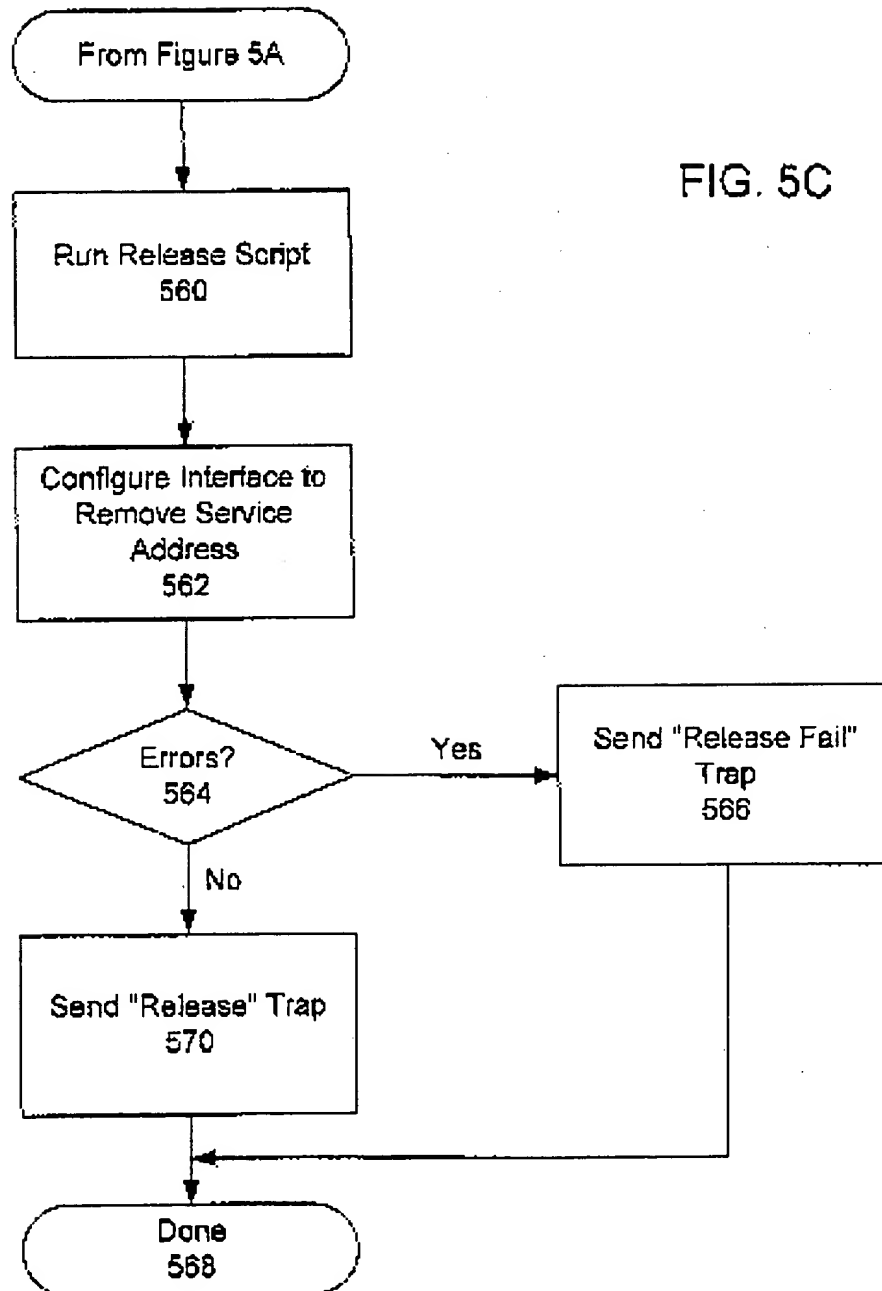 From Figure 5A
FIG. 5C
Run Release Script
560
Configure Interface to
Remove Service
Address
562
Errors?
564
Yes
Send "Release Fail"
Trap
566
No
Send "Release" Trap
570
Done
568